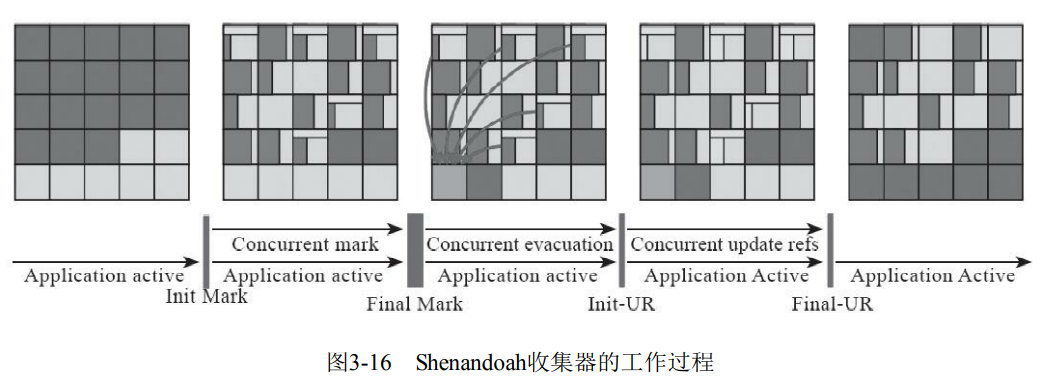 Concurrent mark
Concurrent evacuation
Concurrent update refs
Application active
Application active
Application active
Application Active
Application Active
Init Mark
Final Mark
Init-UR
Final-UR
图3-16 Shenandoah收集器的工作过程